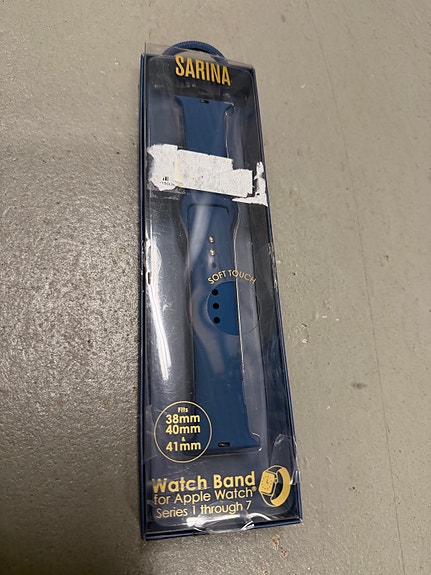 SARINA
SOFT TOUCH
Fits
38mm
40mm
&
41mm
Watch Band
for Apple Watch®
Series 1 through 7